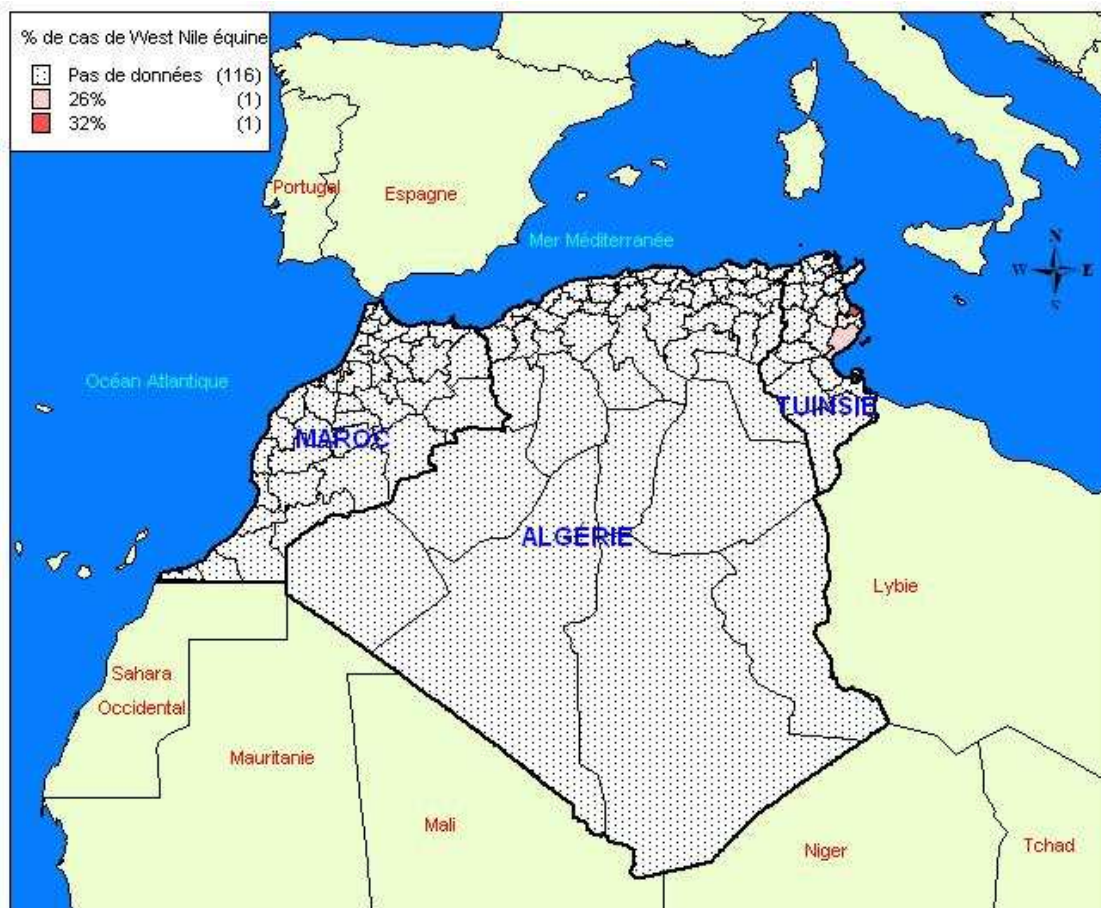 % de cas de West Nile équine
Pas de données (116)
26% (1)
32% (1)
Portugal
Espagne
Mer Méditerranée
N
W E
S
Océan Atlantique
TUINSIE
MAROC
ALGERIE
Lybie
Sahara
Occidental
Mauritanie
Mali
Niger
Tchad